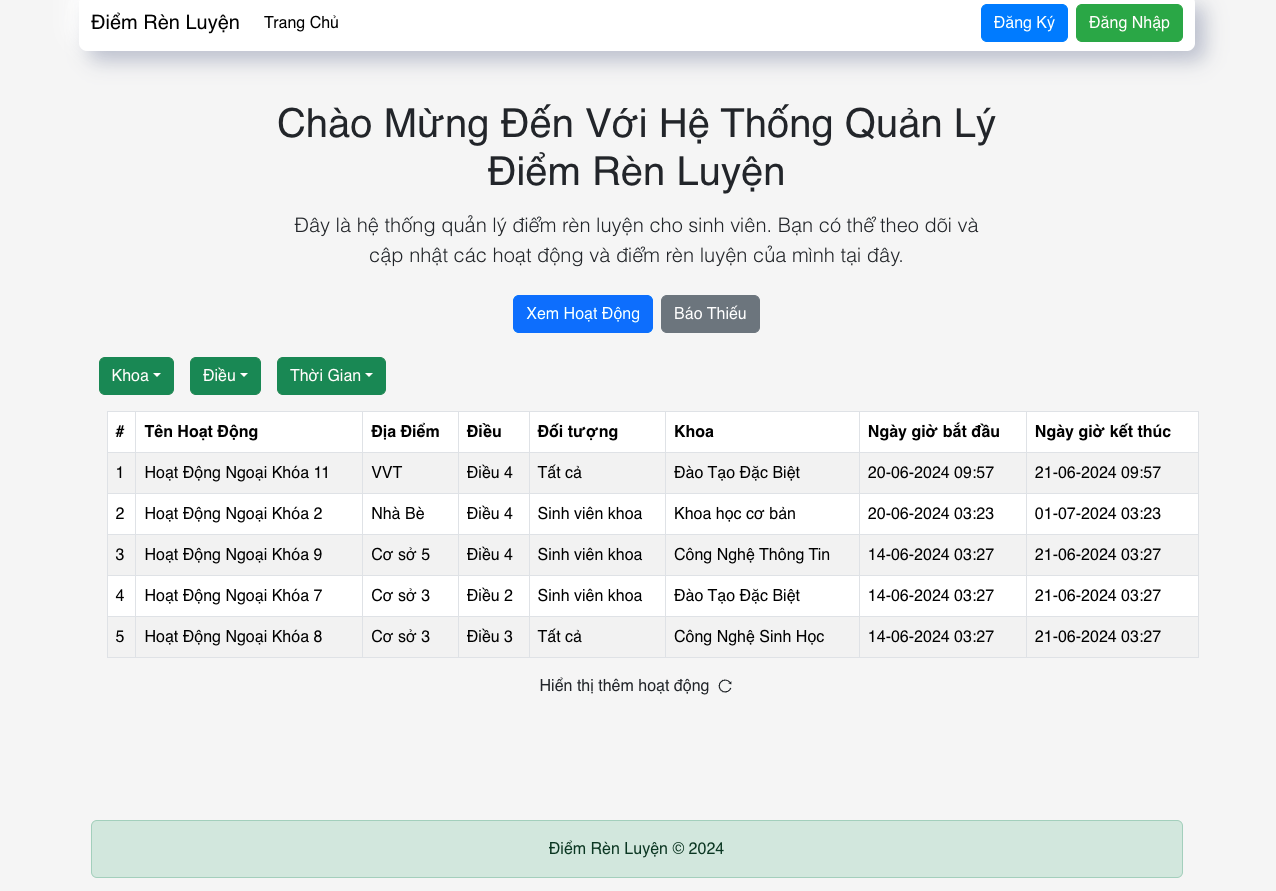 Điểm Rèn Luyện Trang Chủ Đăng Ký Đăng Nhập
Chào Mừng Đến Với Hệ Thống Quản Lý
Điểm Rèn Luyện
Đây là hệ thống quản lý điểm rèn luyện cho sinh viên. Bạn có thể theo dõi và
cập nhật các hoạt động và điểm rèn luyện của mình tại đây.
Xem Hoạt Động Báo Thiếu
Khoa Điều Thời Gian
# Tên Hoạt Động Địa Điểm Điều Đối tượng Khoa Ngày giờ bắt đầu Ngày giờ kết thúc
1 Hoạt Động Ngoại Khóa 11 VVT Điều 4 Tất cả Đào Tạo Đặc Biệt 20-06-2024 09:57 21-06-2024 09:57
2 Hoạt Động Ngoại Khóa 2 Nhà Bè Điều 4 Sinh viên khoa Khoa học cơ bản 20-06-2024 03:23 01-07-2024 03:23
3 Hoạt Động Ngoại Khóa 9 Cơ sở 5 Điều 4 Sinh viên khoa Công Nghệ Thông Tin 14-06-2024 03:27 21-06-2024 03:27
4 Hoạt Động Ngoại Khóa 7 Cơ sở 3 Điều 2 Sinh viên khoa Đào Tạo Đặc Biệt 14-06-2024 03:27 21-06-2024 03:27
5 Hoạt Động Ngoại Khóa 8 Cơ sở 3 Điều 3 Tất cả Công Nghệ Sinh Học 14-06-2024 03:27 21-06-2024 03:27
Hiển thị thêm hoạt động
Điểm Rèn Luyện © 2024